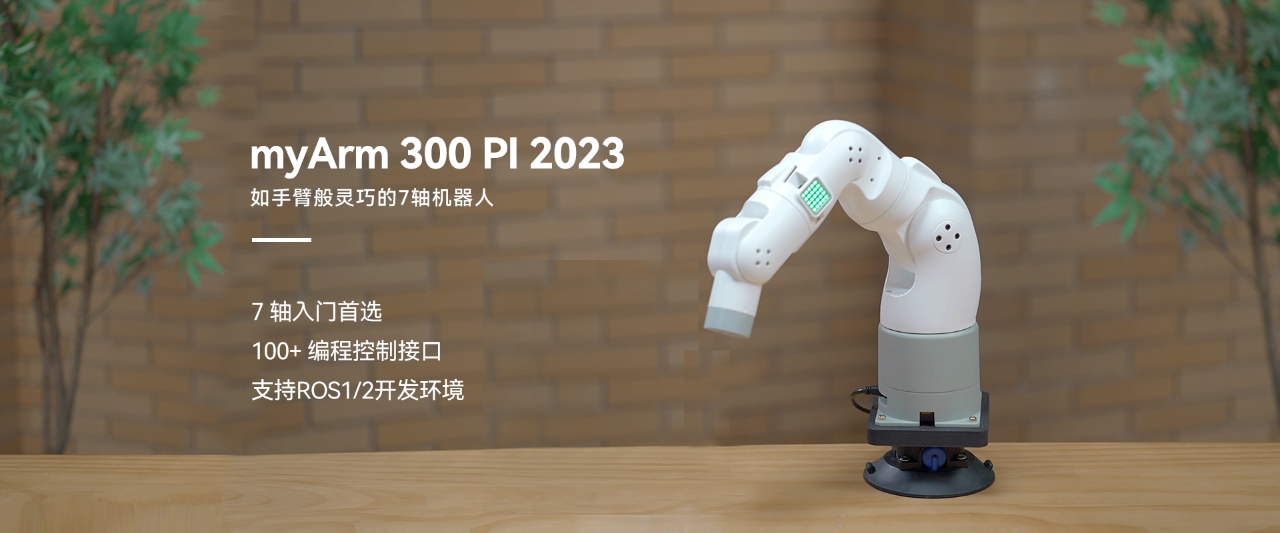 myArm 300 PI 2023
如手臂般灵巧的7轴机器人
7 轴入门首选
100+ 编程控制接口
支持ROS1/2开发环境